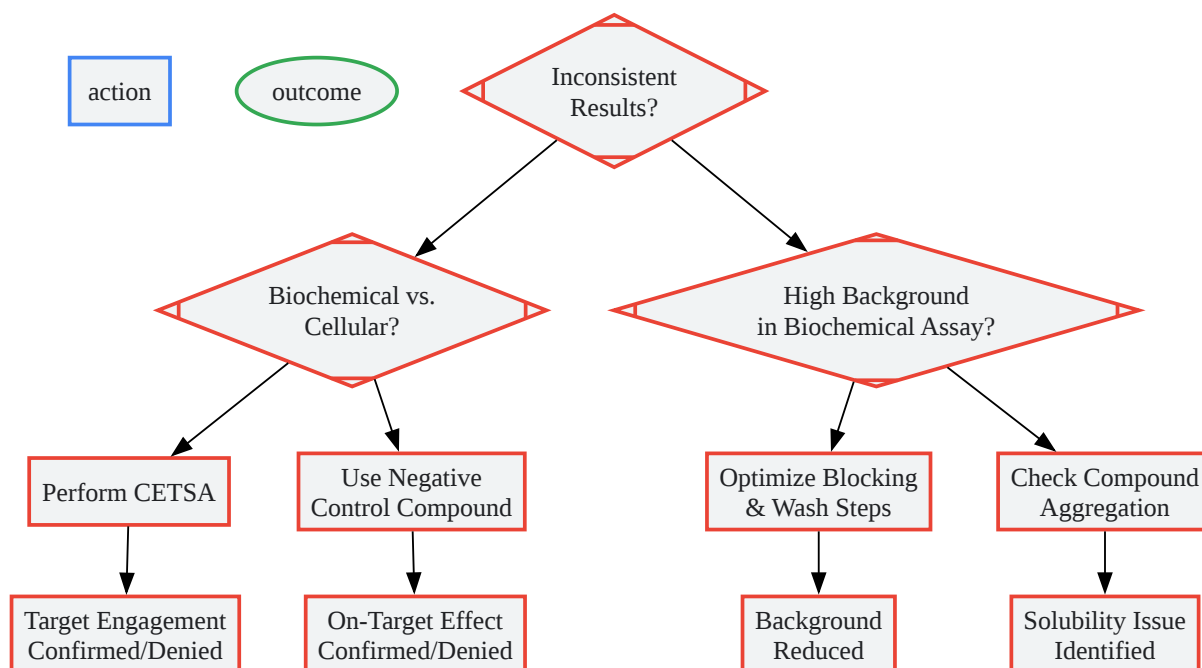 action
outcome
Inconsistent
Results?
Biochemical vs.
Cellular?
High Background
in Biochemical Assay?
Perform CETSA
Use Negative
Control Compound
Optimize Blocking
& Wash Steps
Check Compound
Aggregation
Target Engagement
Confirmed/Denied
On-Target Effect
Confirmed/Denied
Background
Reduced
Solubility Issue
Identified